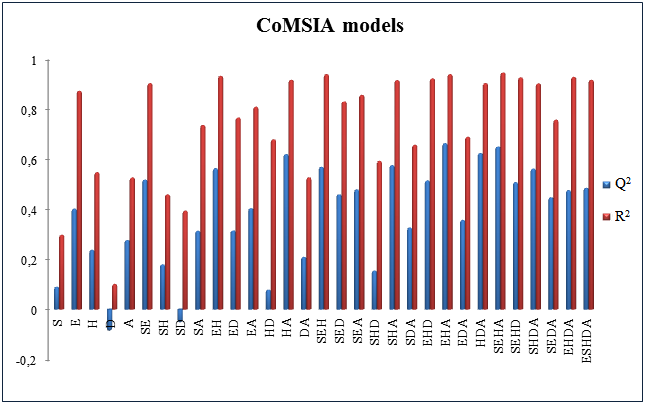 CoMSIA models
1
0,8
0,6
0,4
0,2
0
-0,2
S
E
H
D
A
SE
SH
SD
SA
EH
ED
EA
HD
HA
DA
SEH
SED
SEA
SHD
SHA
SDA
EHD
EHA
EDA
HDA
SEHA
SEHD
SHDA
SEDA
EHDA
ESHDA
Q²
R²